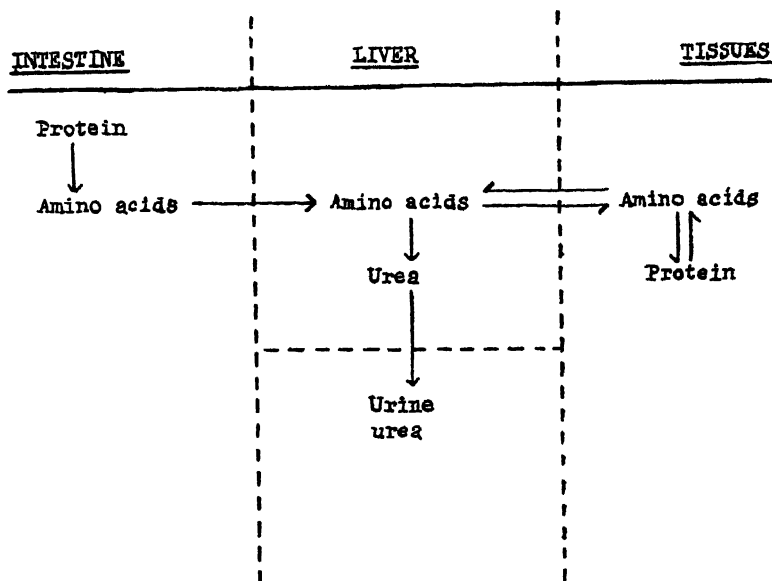 INTESTINE LIVER TISSUES
Protein
Amino acids Amino acids Amino acids
Urea Protein
Urine
urea